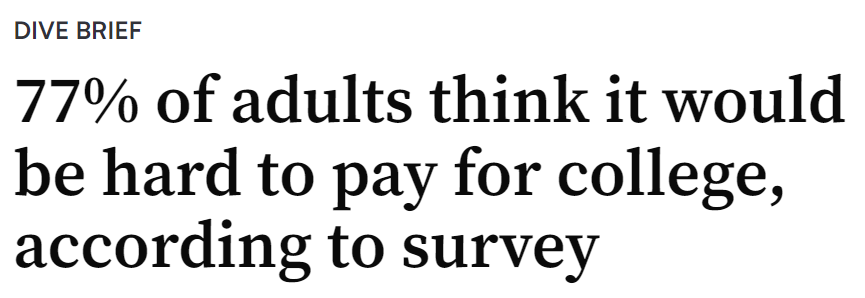 DIVE BRIEF
77% of adults think it would
be hard to pay for college,
according to survey